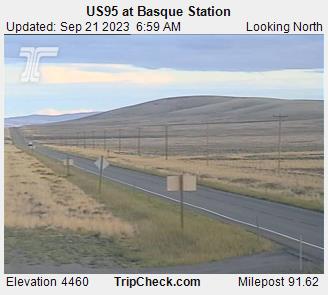 US95 at Basque Station
Updated: Sep 21 2023  6:59 AM
Looking North
Elevation 4460
TripCheck.com
Milepost 91.62